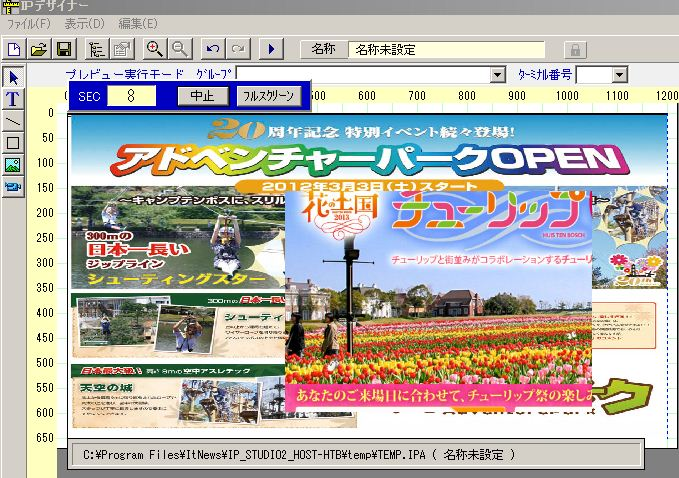 IPデザイナー
ファイル(F) 表示(D) 編集(E)
名称 名称未設定
プレビュー実行モード グループ ターミナル番号
SEC 8 中止 フルスクリーン
500 600 700 800 900 1000 1100 1200
0
50
100
150
200
250
300
350
400
450
500
550
600
650
20周年記念 特別イベント続々登場!
アドベンチャーパークOPEN
2012年3月3日(土)スタート
～キャンプテンボスに、スリル
花の王国
2013
チューリップ
HUIS TEN BOSCH
チューリップと街並みがコラボレーションするチューリ
300mの
日本一長い
ジップライン
シューティングスター
300mの日本一長い
シューティ
日本最大級!
高さ9mの空中アスレチック
天空の城
あなたのご来場日に合わせて、チューリップ祭の楽しみ
ーク
C:¥Program Files¥ItNews¥IP_STUDIO2_HOST-HTB¥temp¥TEMP.IPA ( 名称未設定 )